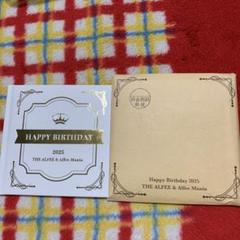 HAPPY BIRTHDAY
2025
THE ALFEE & Alfee Mania
Happy Birthday 2025
THE ALFEE & Alfee Mania